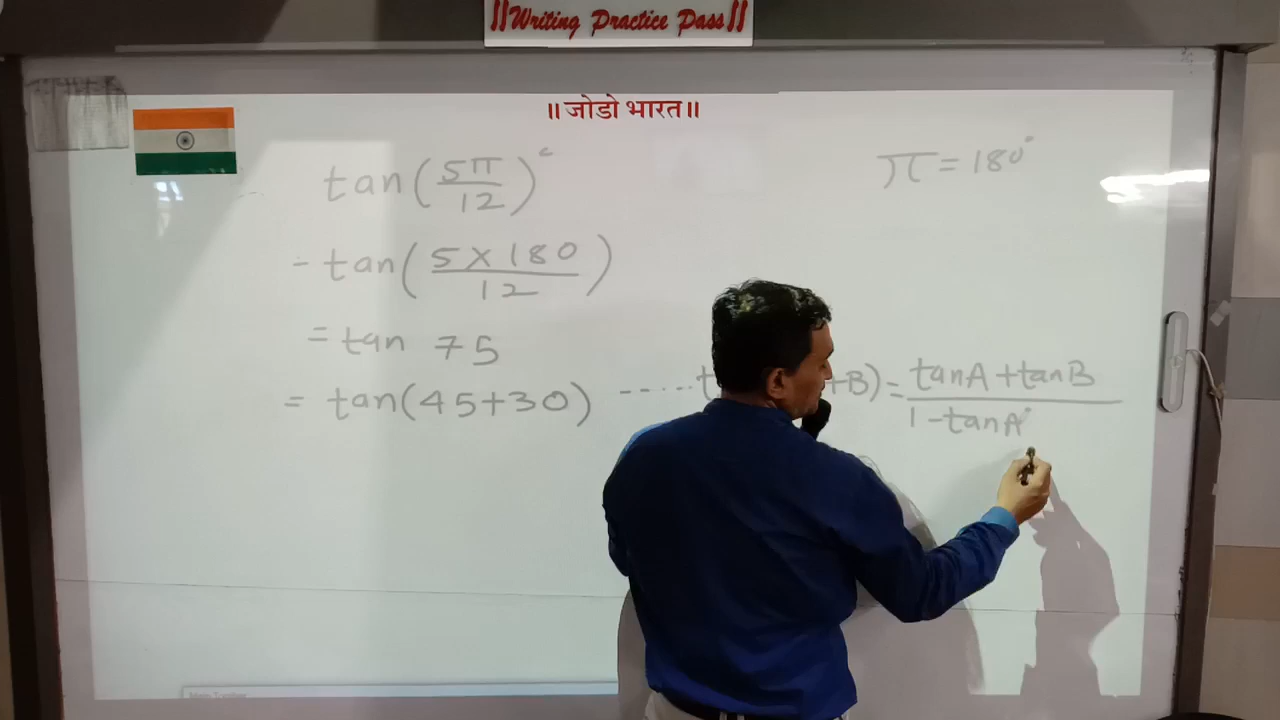 ||Writing Practice Pass||
॥ जोडो भारत॥
tan(5π/12)ᶜ
π = 180°
- tan(5×180/12)
= tan 75
= tan(45+30) ----.... t +B) = tanA + tanB / 1 - tanA